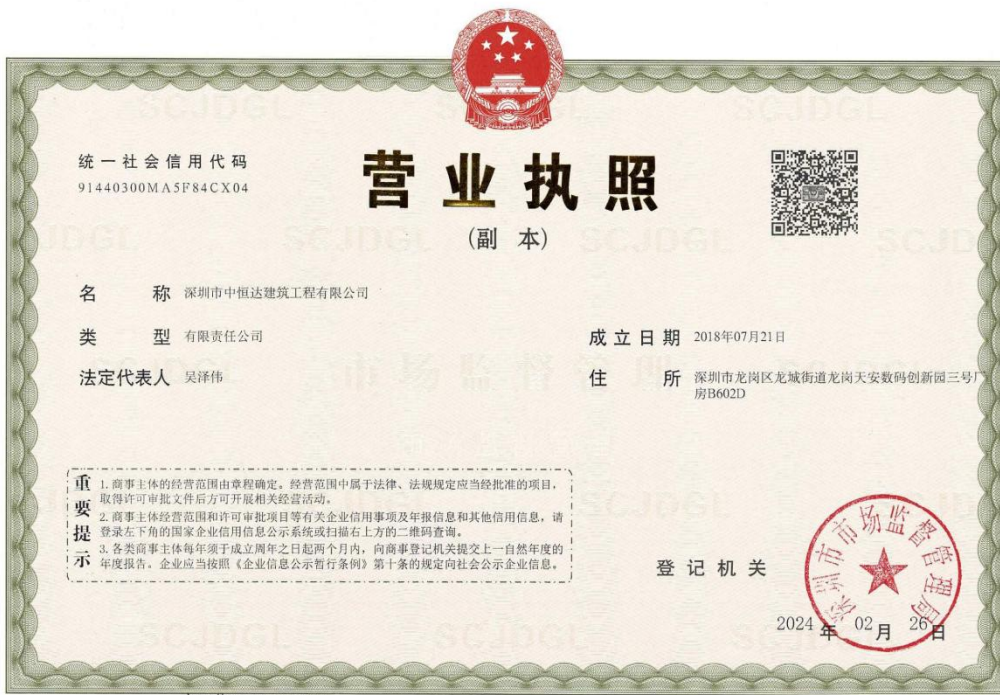 统一社会信用代码
91440300MA5F84CX04
营业执照
(副 本)
名 称 深圳市中恒达建筑工程有限公司
类 型 有限责任公司
法定代表人 吴泽伟
成立日期 2018年07月21日
住 所 深圳市龙岗区龙城街道龙岗天安数码创新园三号厂
房B602D
重要提示
1. 商事主体的经营范围由章程确定。经营范围中属于法律、法规规定应当经批准的项目，
取得许可审批文件后方可开展相关经营活动。
2. 商事主体经营范围和许可审批项目等有关企业信用事项及年报信息和其他信用信息，请
登录左下角的国家企业信用信息公示系统或扫描右上方的二维码查询。
3. 各类商事主体每年须于成立周年之日起两个月内，向商事登记机关提交上一自然年度的
年度报告。企业应当按照《企业信息公示暂行条例》第十条的规定向社会公示企业信息。
登记机关
深圳市市场监督管理局
2024 年 02 月 26 日
SCJDGL
市场监督管理